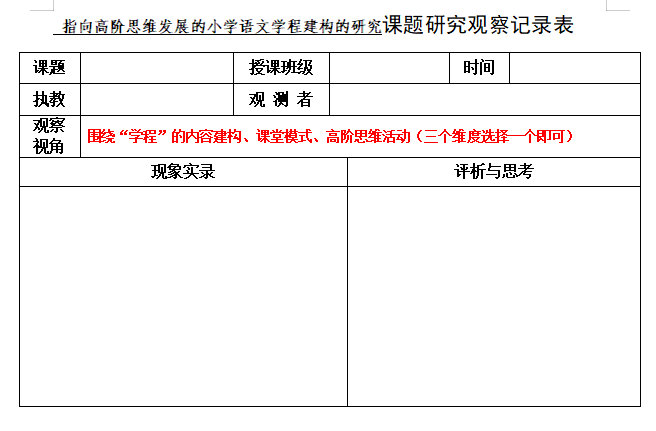 指向高阶思维发展的小学语文学程建构的研究课题研究观察记录表
课题 授课班级 时间
执教 观 测 者
观察
视角
围绕“学程”的内容建构、课堂模式、高阶思维活动（三个维度选择一个即可）
现象实录 评析与思考